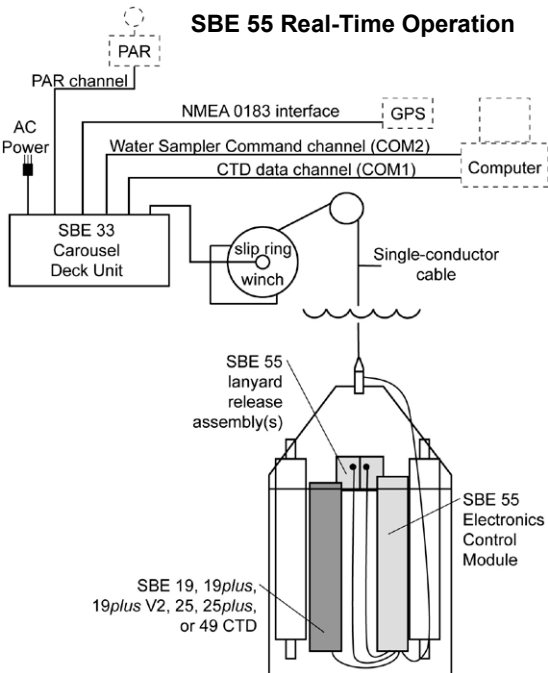 SBE 55 Real-Time Operation
PAR
PAR channel
NMEA 0183 interface
GPS
AC
Power
Water Sampler Command channel (COM2)
Computer
CTD data channel (COM1)
SBE 33
Carousel
Deck Unit
slip ring
winch
Single-conductor
cable
SBE 55
lanyard
release
assembly(s)
SBE 55
Electronics
Control
Module
SBE 19, 19plus,
19plus V2, 25, 25plus,
or 49 CTD